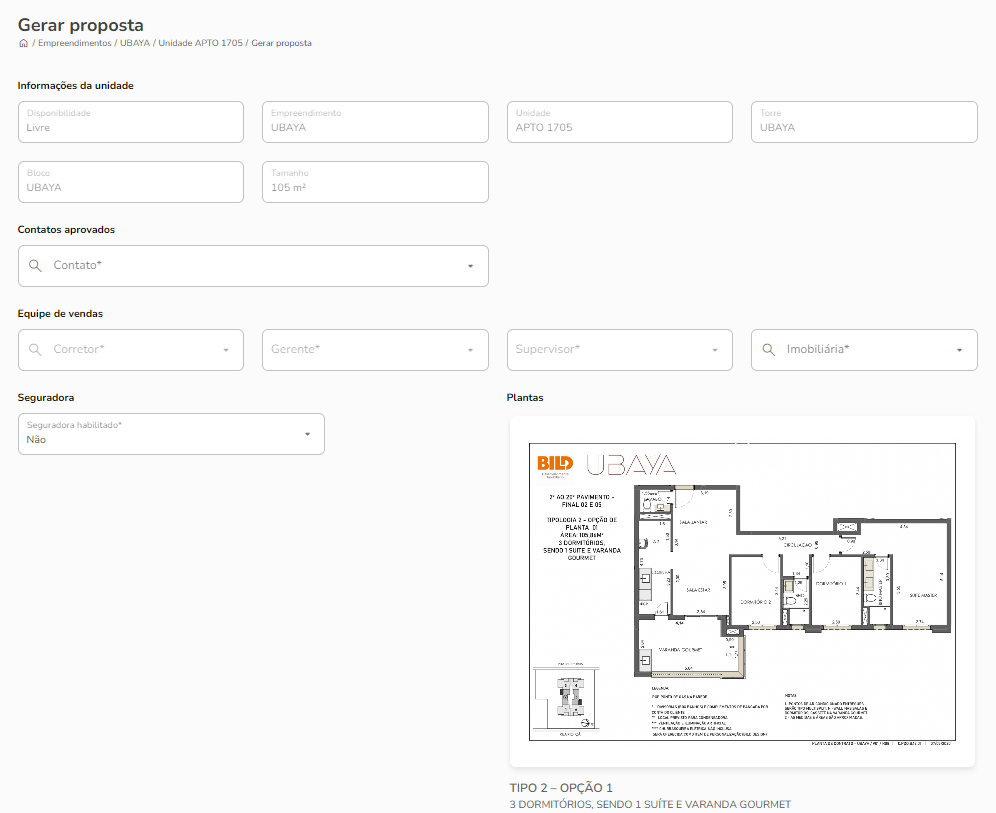 Gerar proposta
/ Empreendimentos / UBAYA / Unidade APTO 1705 / Gerar proposta
Informações da unidade
Disponibilidade
Livre
Empreendimento
UBAYA
Unidade
APTO 1705
Torre
UBAYA
Bloco
UBAYA
Tamanho
105 m²
Contatos aprovados
Contato*
Equipe de vendas
Corretor*
Gerente*
Supervisor*
Imobiliária*
Seguradora
Seguradora habilitado*
Não
Plantas
BILD
UBAYA
2º AO 20º PAVIMENTO -
FINAL 02 E 05
TIPOLOGIA 2 - OPÇÃO DE
PLANTA 01
ÁREA: 105,84M²
3 DORMITÓRIOS,
SENDO 1 SUÍTE E VARANDA
GOURMET
SALA JANTAR
CIRCULAÇÃO
SALA ESTAR
DORMITÓRIO 2
DORMITÓRIO 1
SUÍTE MASTER
VARANDA GOURMET
LEGENDA:
NOTAS:
TIPO 2 – OPÇÃO 1
3 DORMITÓRIOS, SENDO 1 SUÍTE E VARANDA GOURMET